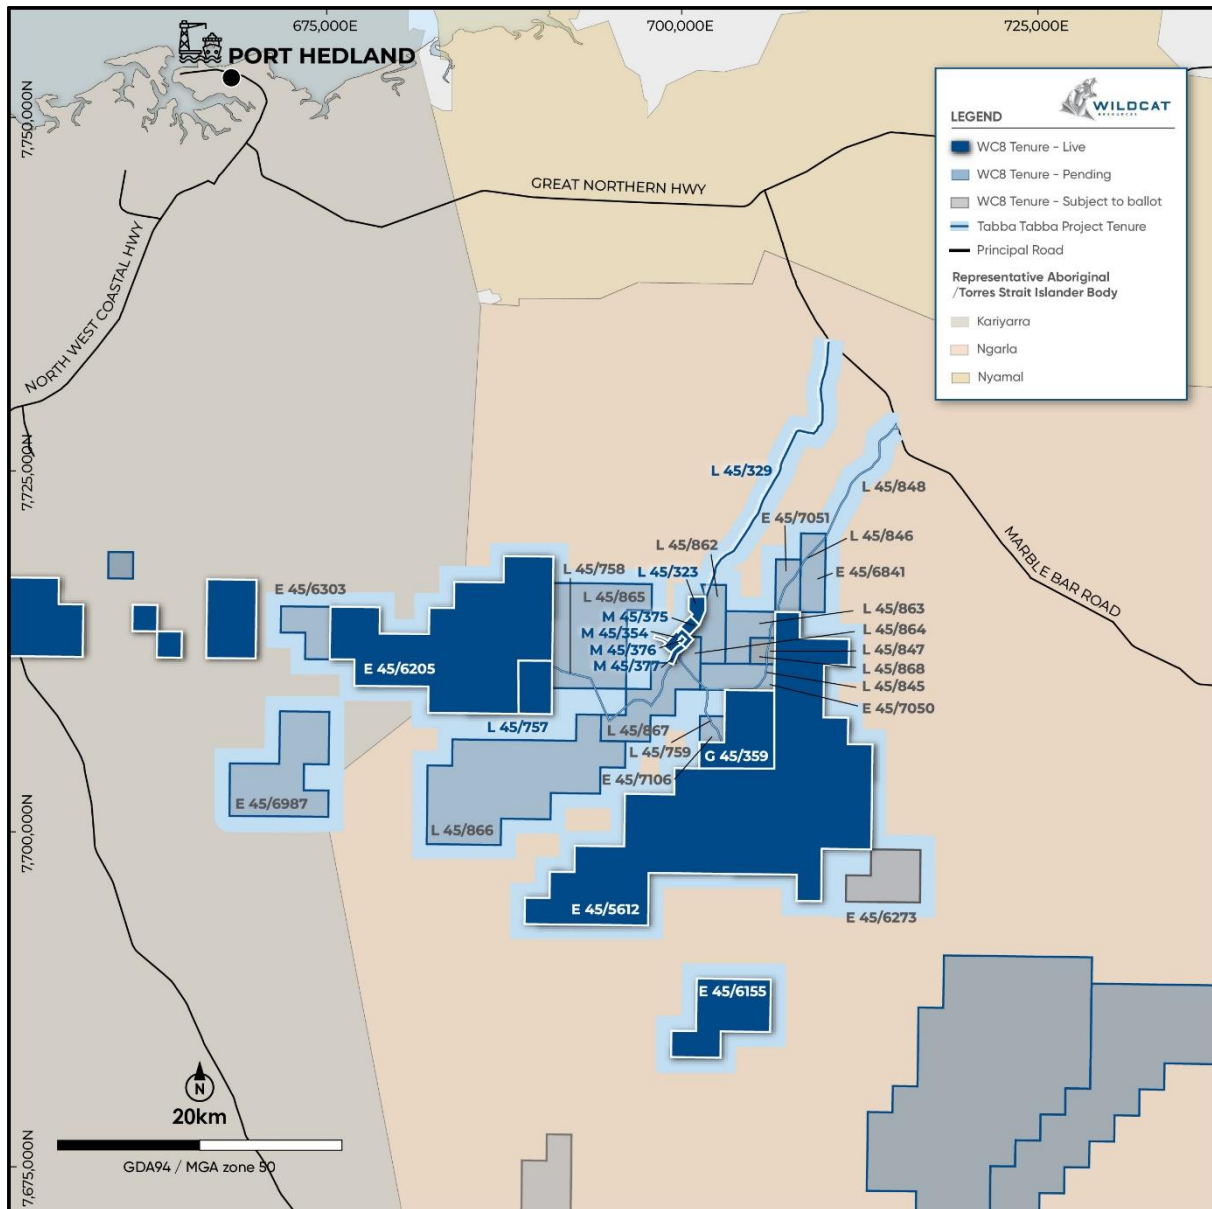 675,000E
700,000E
725,000E
PORT HEDLAND
7,750,000N
7,725,000N
7,700,000N
7,675,000N
WILDCAT
RESOURCES
LEGEND
WC8 Tenure - Live
WC8 Tenure - Pending
WC8 Tenure - Subject to ballot
Tabba Tabba Project Tenure
Principal Road
Representative Aboriginal
/Torres Strait Islander Body
Kariyarra
Ngarla
Nyamal
GREAT NORTHERN HWY
NORTH WEST COASTAL HWY
MARBLE BAR ROAD
L 45/329
L 45/848
E 45/7051
L 45/846
L 45/862
E 45/6841
L 45/758
L 45/323
E 45/6303
L 45/865
L 45/863
M 45/375
L 45/864
M 45/354
L 45/847
M 45/376
M 45/377
L 45/868
E 45/6205
L 45/845
E 45/7050
L 45/757
L 45/867
L 45/759
G 45/359
E 45/7106
E 45/6987
L 45/866
E 45/5612
E 45/6273
E 45/6155
N
20km
GDA94 / MGA zone 50